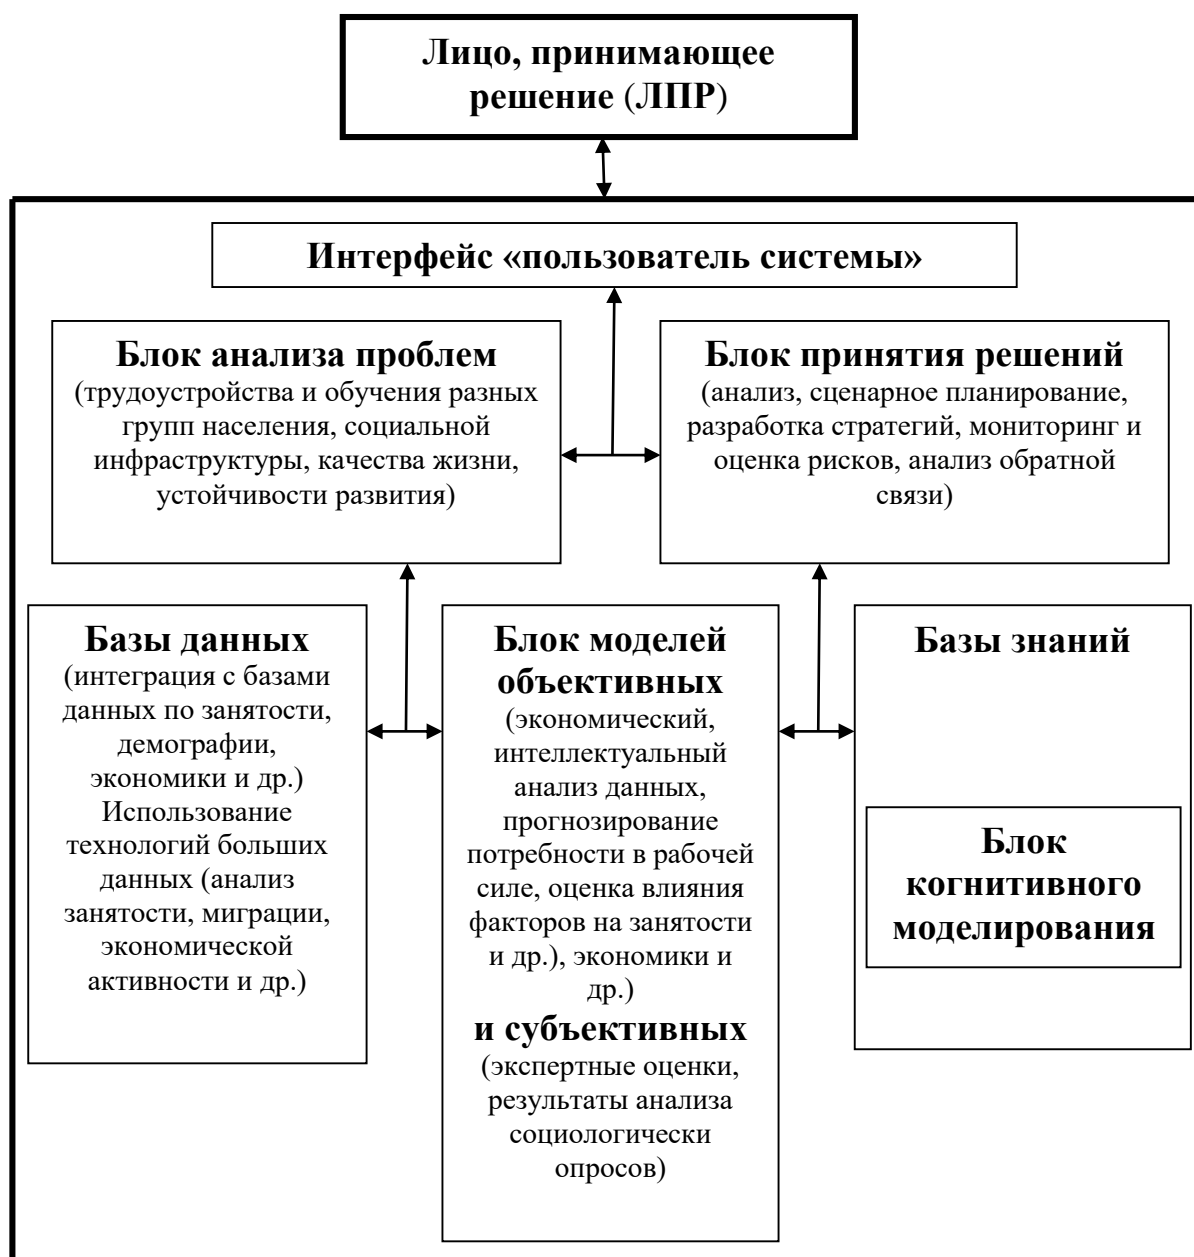 Лицо, принимающее
решение (ЛПР)
Интерфейс «пользователь системы»
Блок анализа проблем
(трудоустройства и обучения разных
групп населения, социальной
инфраструктуры, качества жизни,
устойчивости развития)
Блок принятия решений
(анализ, сценарное планирование,
разработка стратегий, мониторинг и
оценка рисков, анализ обратной
связи)
Базы данных
(интеграция с базами
данных по занятости,
демографии,
экономики и др.)
Использование
технологий больших
данных (анализ
занятости, миграции,
экономической
активности и др.)
Блок моделей
объективных
(экономический,
интеллектуальный
анализ данных,
прогнозирование
потребности в рабочей
силе, оценка влияния
факторов на занятости
и др.), экономики и
др.)
и субъективных
(экспертные оценки,
результаты анализа
социологически
опросов)
Базы знаний
Блок
когнитивного
моделирования